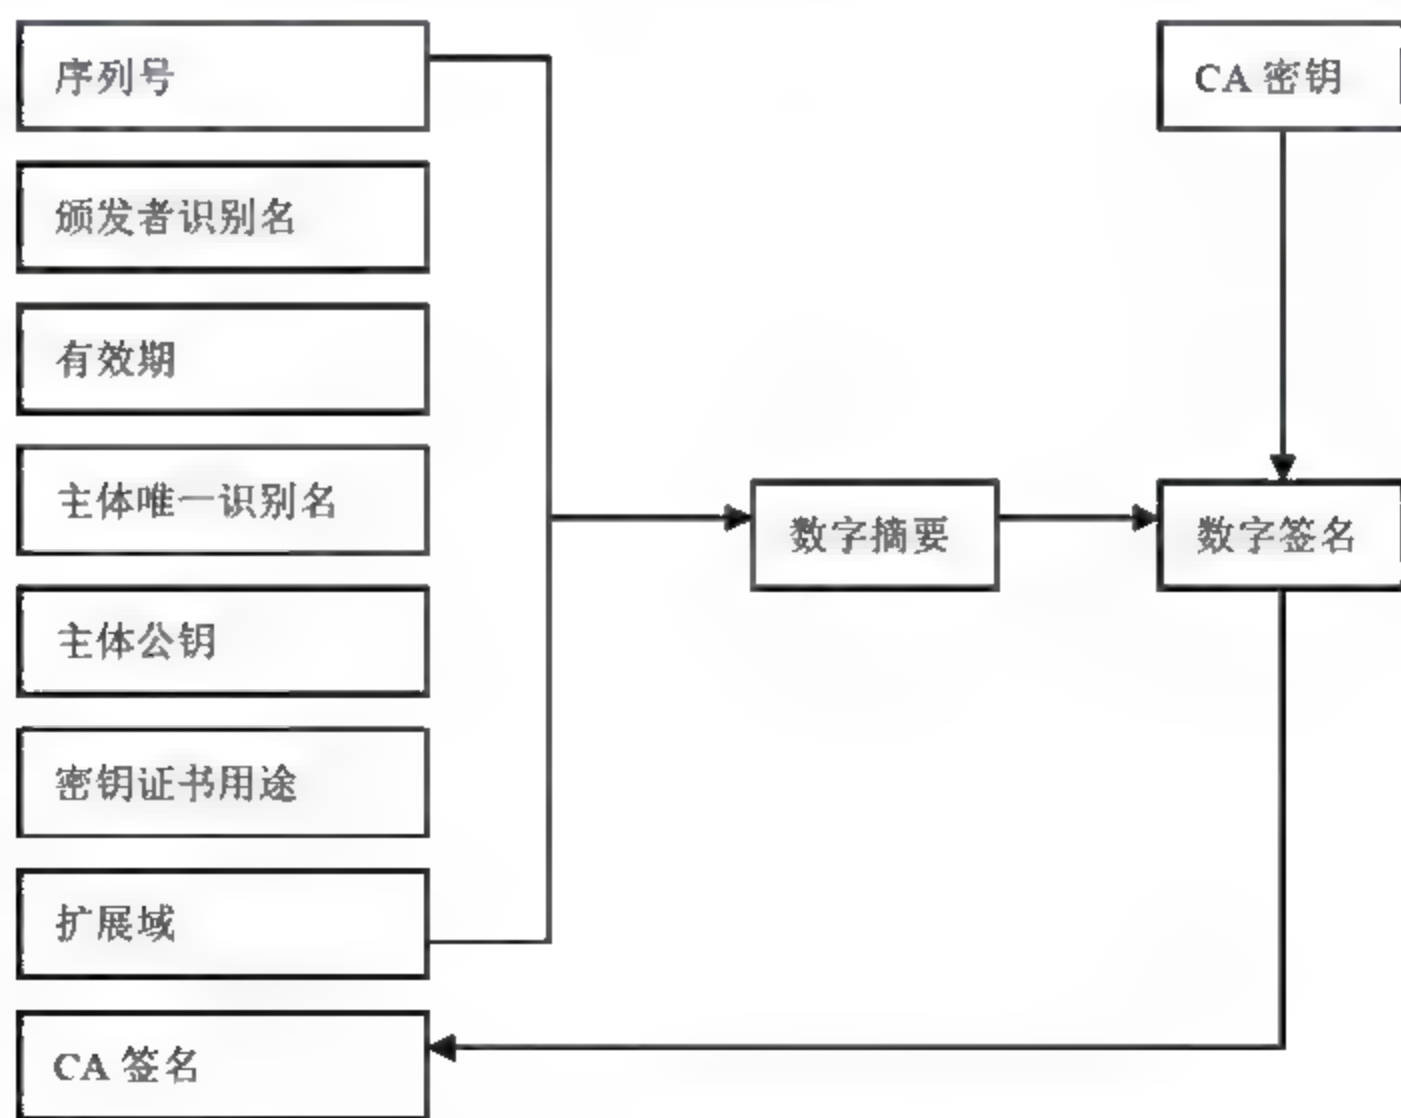 序列号
颁发者识别名
有效期
主体唯一识别名
主体公钥
密钥证书用途
扩展域
CA 签名
数字摘要
CA 密钥
数字签名